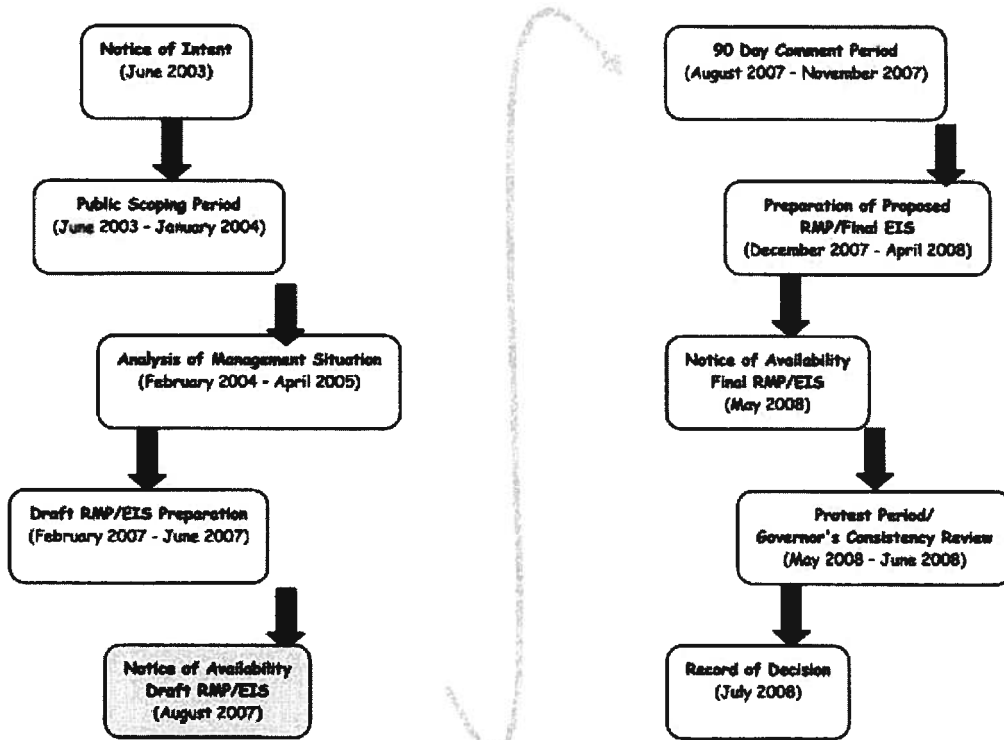 Notice of Intent
(June 2003)
Public Scoping Period
(June 2003 - January 2004)
Analysis of Management Situation
(February 2004 - April 2005)
Draft RMP/EIS Preparation
(February 2007 - June 2007)
Notice of Availability
Draft RMP/EIS
(August 2007)
90 Day Comment Period
(August 2007 - November 2007)
Preparation of Proposed
RMP/Final EIS
(December 2007 - April 2008)
Notice of Availability
Final RMP/EIS
(May 2008)
Protest Period/
Governor's Consistency Review
(May 2008 - June 2008)
Record of Decision
(July 2008)